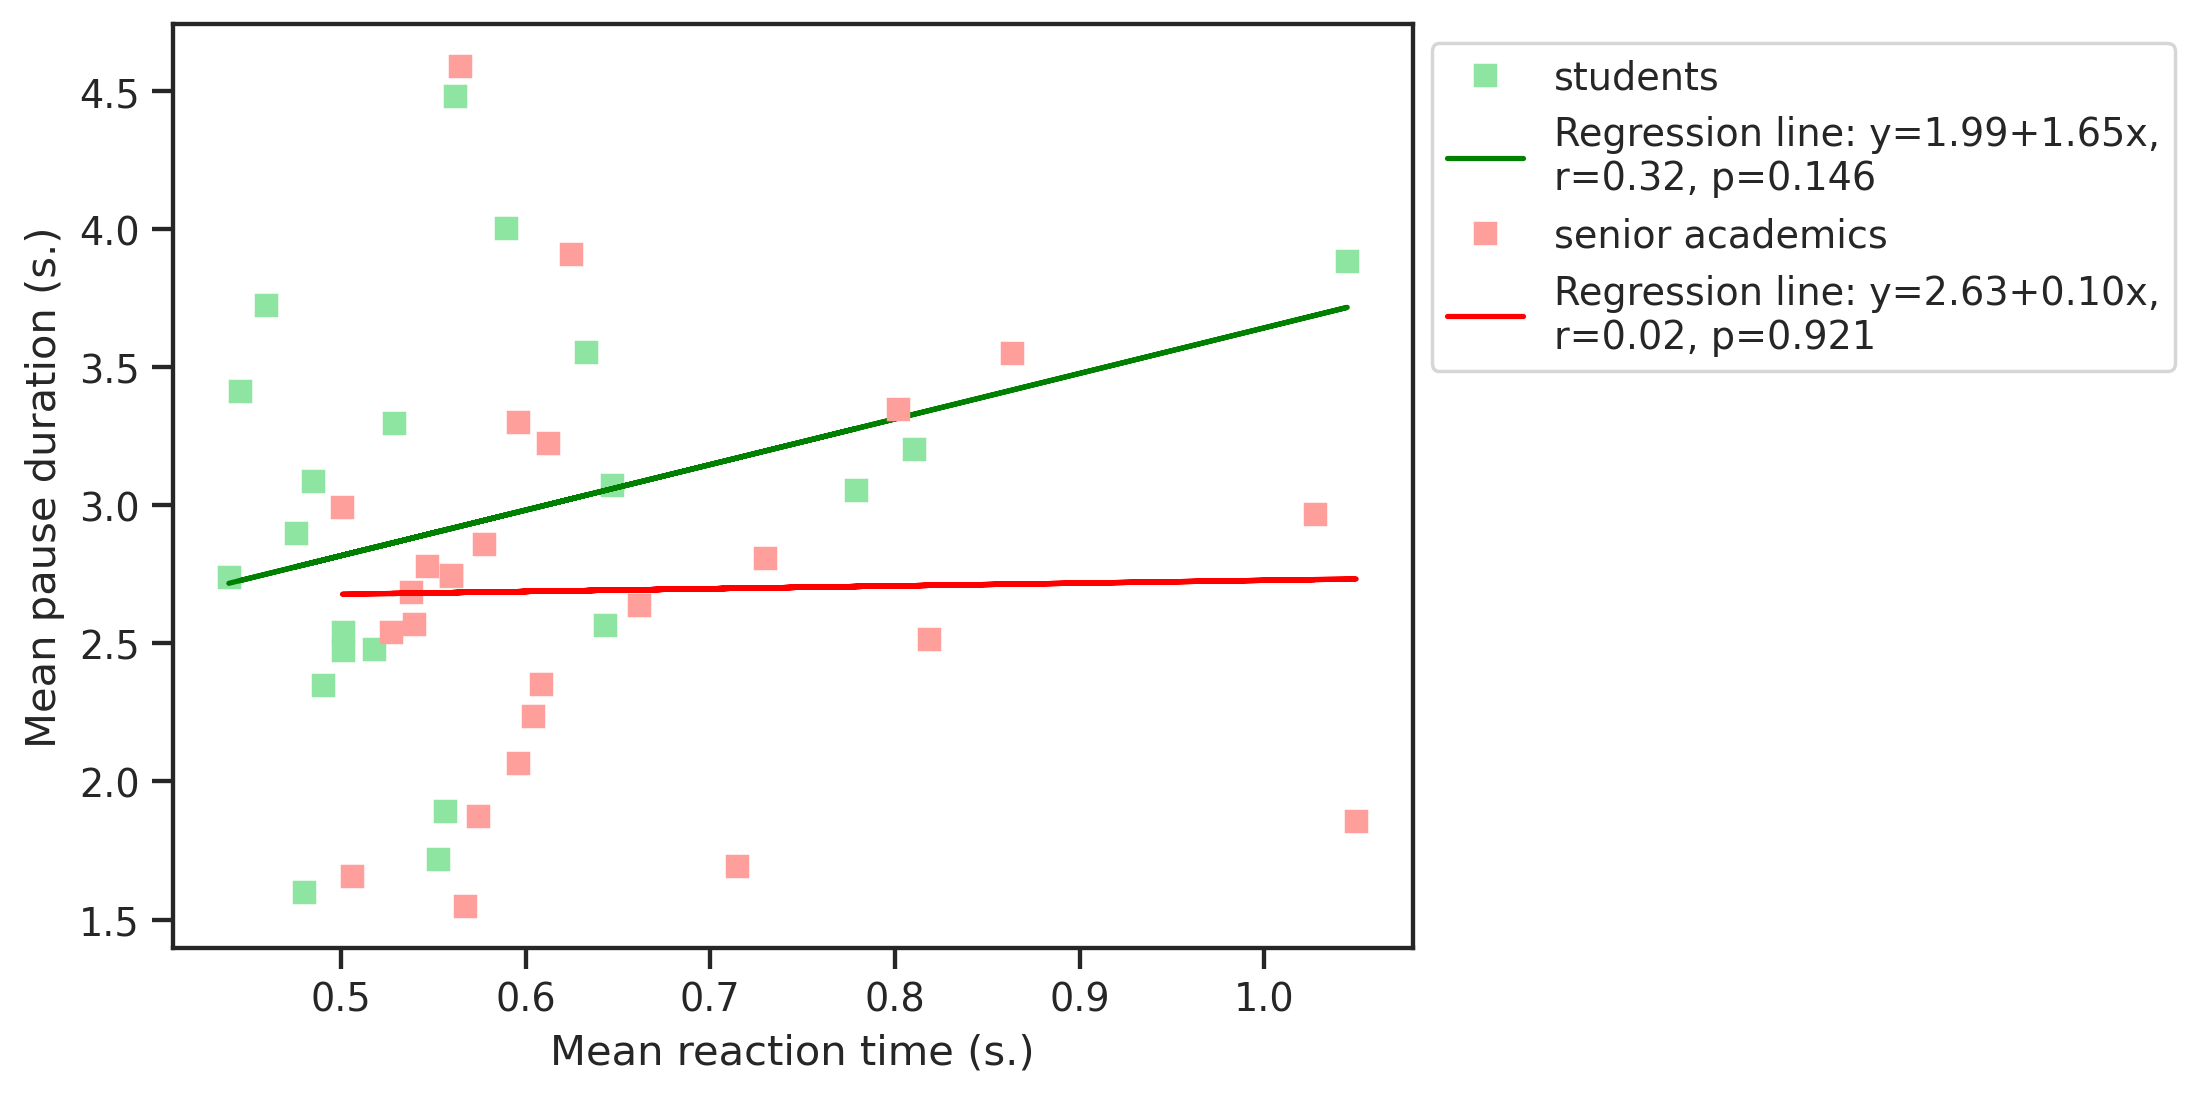 4.5
4.0
3.5
3.0
2.5
2.0
1.5
Mean pause duration (s.)
0.5 0.6 0.7 0.8 0.9 1.0
Mean reaction time (s.)
students
Regression line: y=1.99+1.65x,
r=0.32, p=0.146
senior academics
Regression line: y=2.63+0.10x,
r=0.02, p=0.921